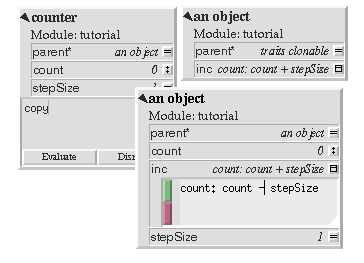 counter
Module: tutorial
parent* an object =
count 0 :
stepSize
copy
Evaluate Dis
an object
Module: tutorial
parent* traits clonable =
inc count: count + stepSize
an object
Module: tutorial
parent* an object =
count 0 :
inc count: count + stepSize
count: count - stepSize
stepSize 1 =